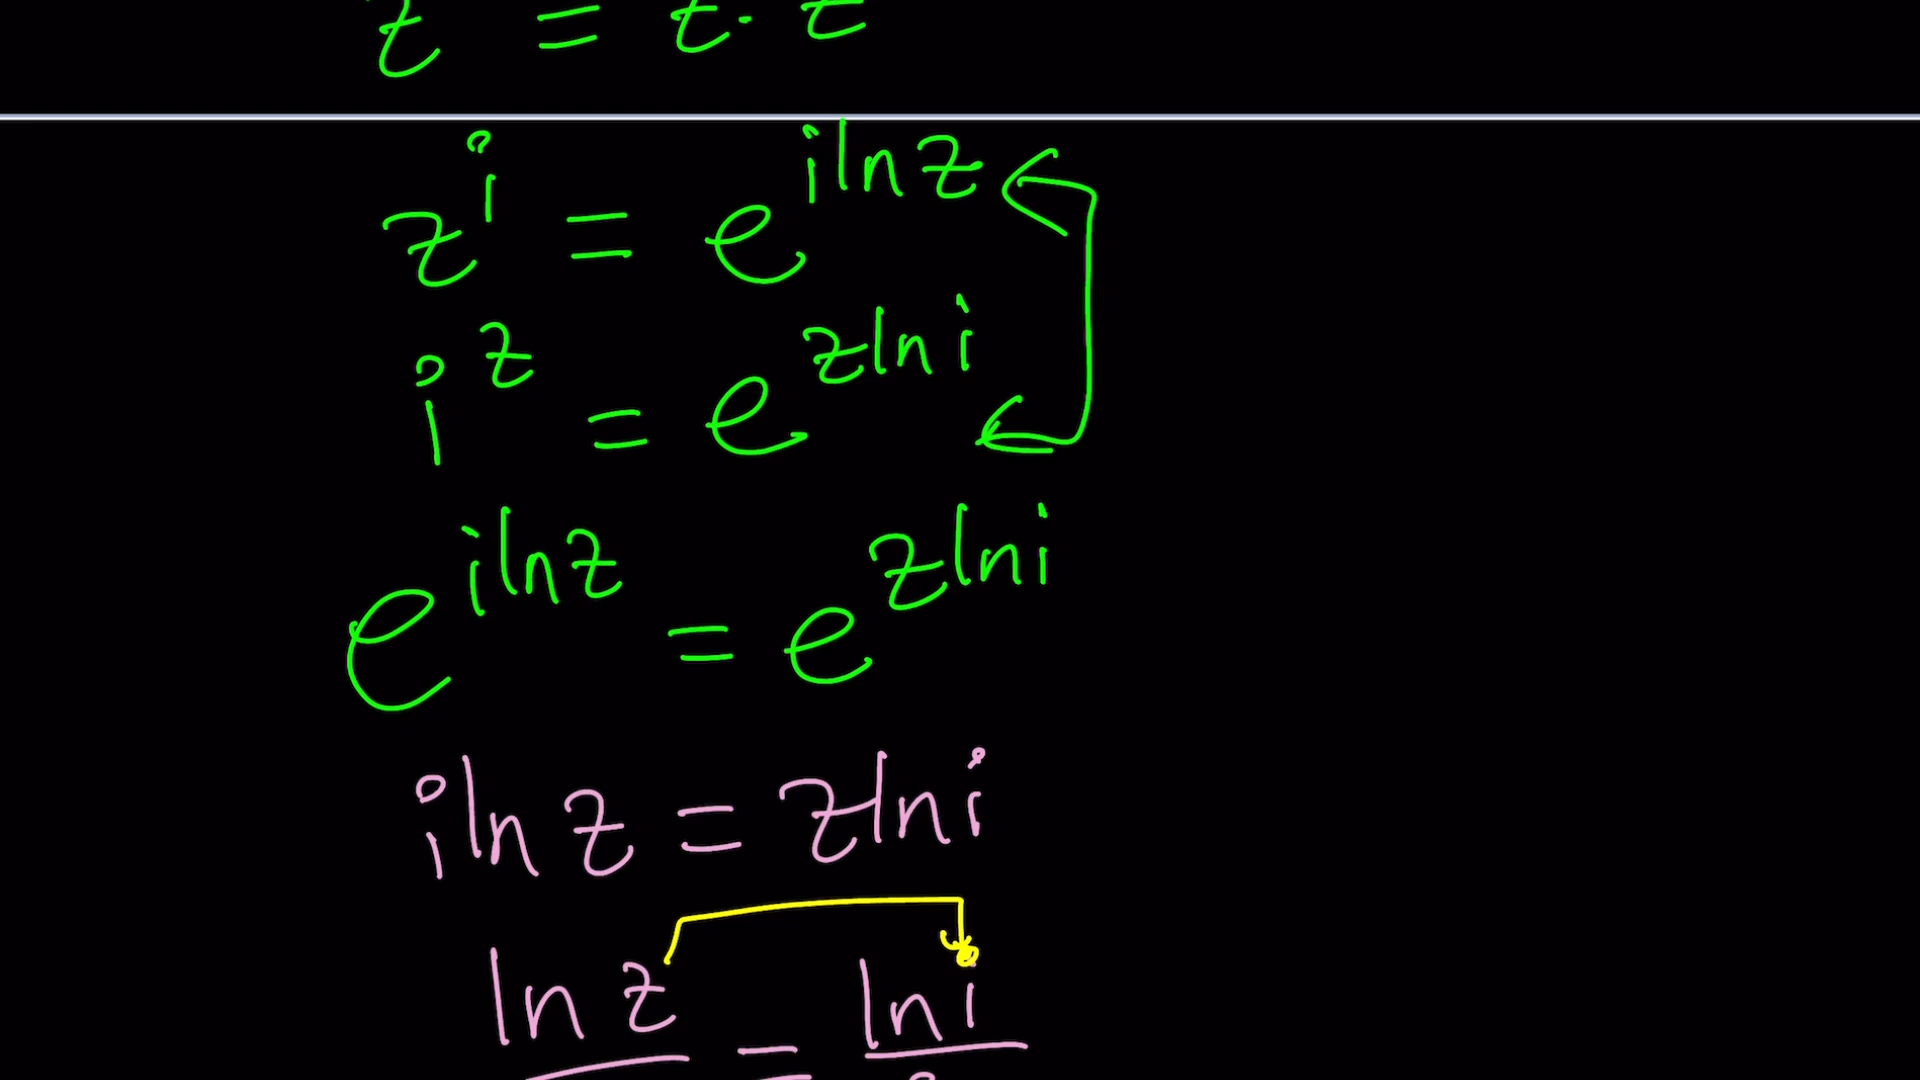 z^i = e^{i ln z}
i^z = e^{z ln i}
e^{i ln z} = e^{z ln i}
i ln z = z ln i
ln z = ln i